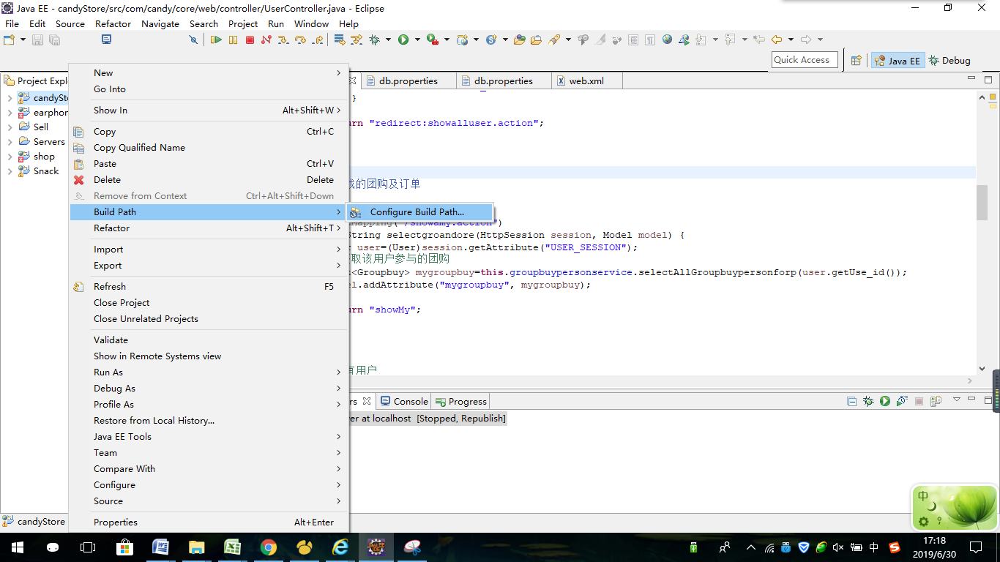 Java EE - candyStore/src/com/candy/core/web/controller/UserController.java - Eclipse
File Edit Source Refactor Navigate Search Project Run Window Help
Quick Access
Java EE
Debug
Project Explo
candySto
earphon
Sell
Servers
shop
Snack
New
Go Into
Show In Alt+Shift+W
Copy Ctrl+C
Copy Qualified Name
Paste Ctrl+V
Delete Delete
Remove from Context Ctrl+Alt+Shift+Down
Build Path
Refactor Alt+Shift+T
Import
Export
Refresh F5
Close Project
Close Unrelated Projects
Validate
Show in Remote Systems view
Run As
Debug As
Profile As
Restore from Local History...
Java EE Tools
Team
Compare With
Configure
Source
Properties Alt+Enter
Configure Build Path...
db.properties
db.properties
web.xml
}
urn "redirect:showalluser.action";
的团购及订单
Mapping("/showamy.action")
String selectgroandore(HttpSession session, Model model) {
r user=(User)session.getAttribute("USER_SESSION");
取该用户参与的团购
t<Groupbuy> mygroupbuy=this.groupbuypersonservice.selectAllGroupbuypersonforp(user.getUse_id());
el.addAttribute("mygroupbuy", mygroupbuy);
urn "showMy";
有用户
rs
Console
Progress
ver at localhost [Stopped, Republish]
candyStore
中
中
17:18
2019/6/30